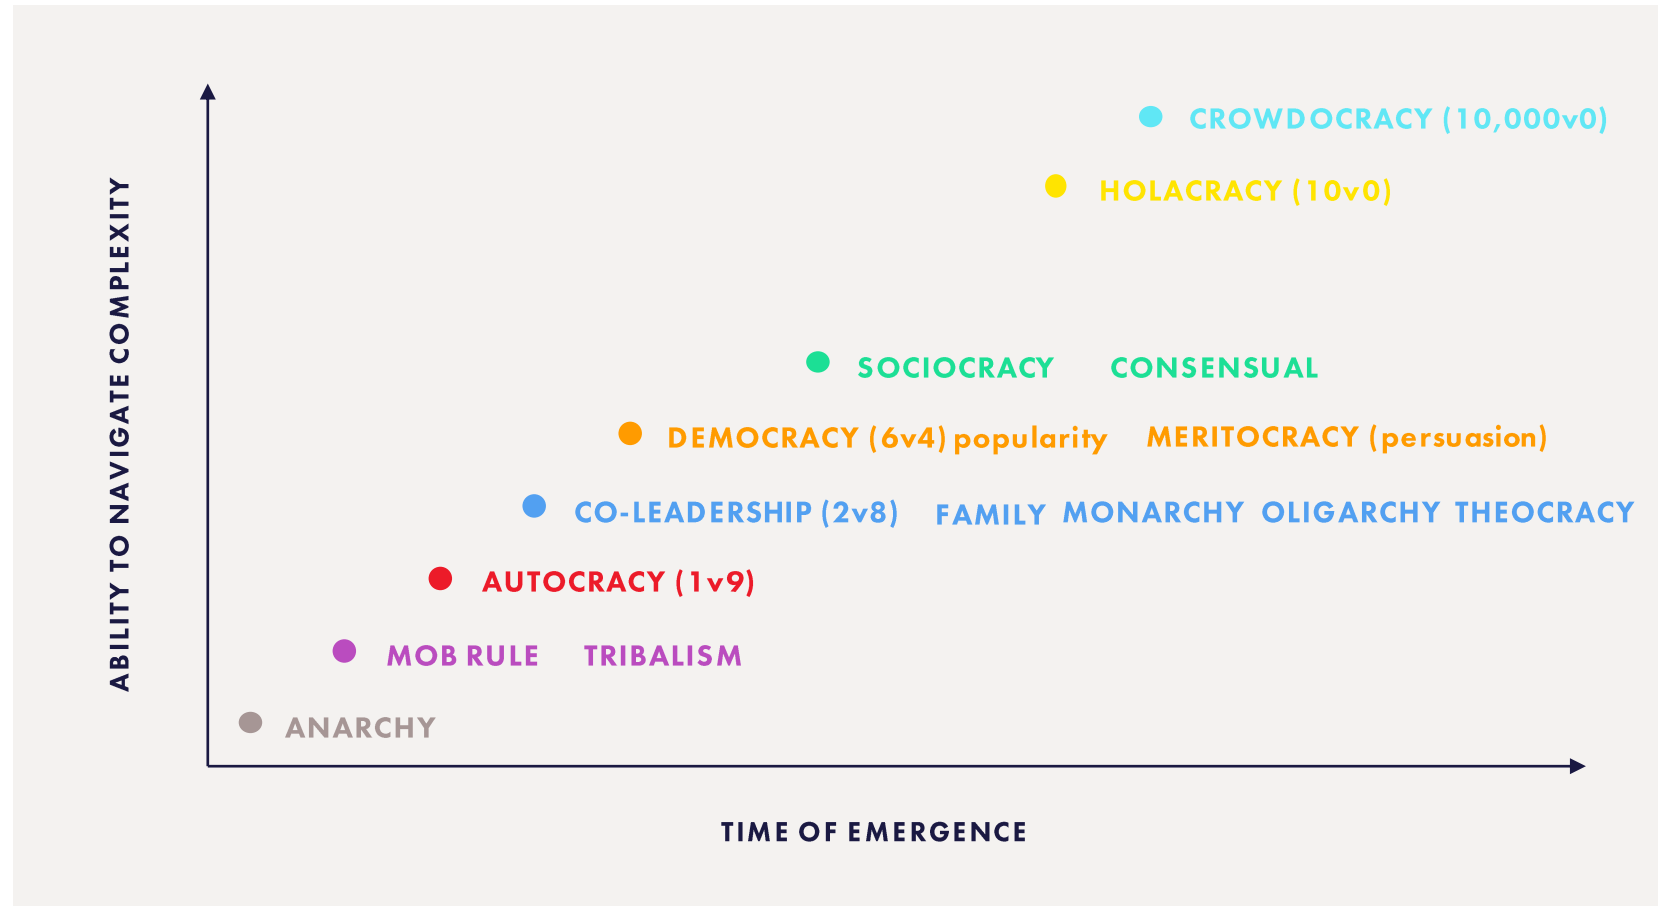 CROWDOCRACY (10,000v0)
HOLACRACY (10v0)
ABILITY TO NAVIGATE COMPLEXITY
SOCIOCRACY CONSENSUAL
DEMOCRACY (6v4) popularity MERITOCRACY (persuasion)
CO-LEADERSHIP (2v8) FAMILY MONARCHY OLIGARCHY THEOCRACY
AUTOCRACY (1v9)
MOB RULE TRIBALISM
ANARCHY
TIME OF EMERGENCE